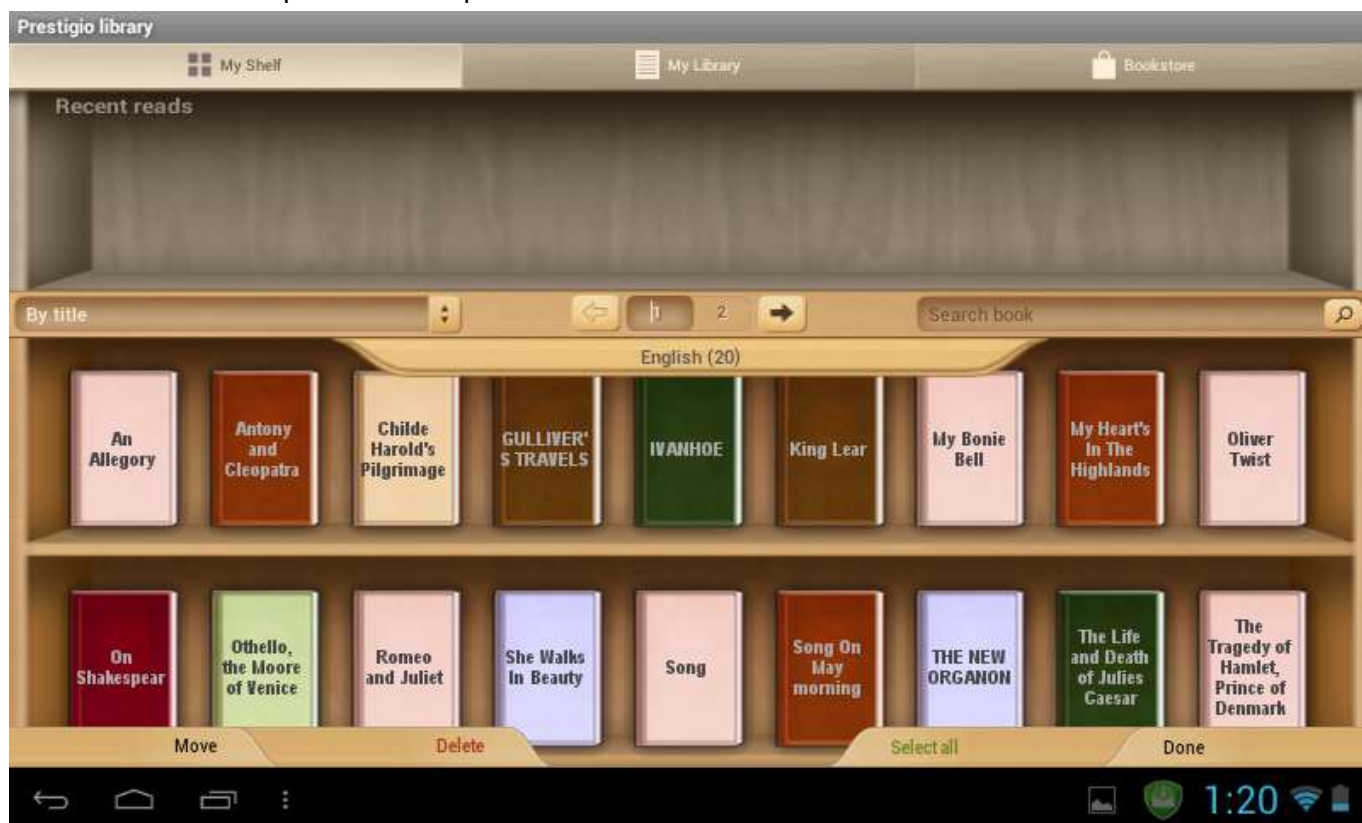 Prestigio library
My Shelf
My Library
Bookstore
Recent reads
By title
1
2
Search book
English (20)
An
Allegory
Antony
and
Cleopatra
Childe
Harold's
Pilgrimage
GULLIVER'
S TRAVELS
IVANHOE
King Lear
My Bonie
Bell
My Heart's
In The
Highlands
Oliver
Twist
On
Shakespear
Othello,
the Moore
of Venice
Romeo
and Juliet
She Walks
In Beauty
Song
Song On
May
morning
THE NEW
ORGANON
The Life
and Death
of Julies
Caesar
The
Tragedy of
Hamlet,
Prince of
Denmark
Move
Delete
Select all
Done
1:20